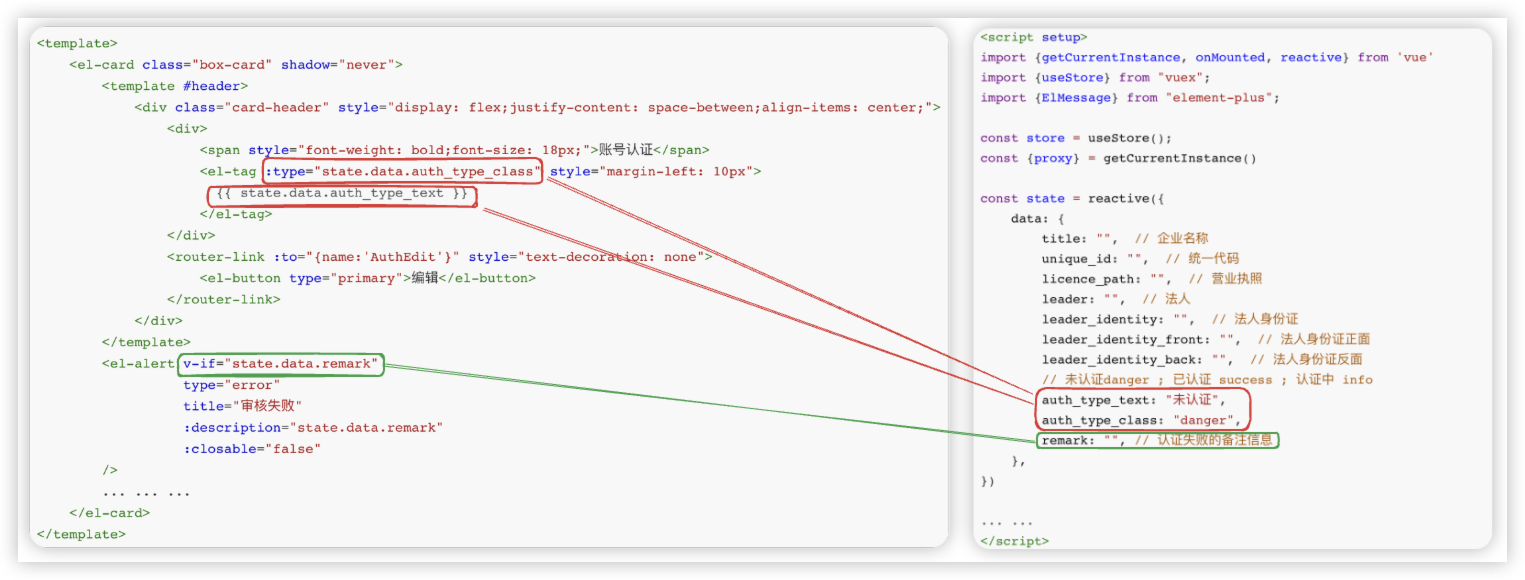 <template>
    <el-card class="box-card" shadow="never">
        <template #header>
            <div class="card-header" style="display: flex;justify-content: space-between;align-items: center;">
                <div>
                    <span style="font-weight: bold;font-size: 18px;">账号认证</span>
                    <el-tag :type="state.data.auth_type_class" style="margin-left: 10px">
                      {{ state.data.auth_type_text }}
                    </el-tag>
                </div>
                <router-link :to="{name:'AuthEdit'}" style="text-decoration: none">
                    <el-button type="primary">编辑</el-button>
                </router-link>
            </div>
        </template>
        <el-alert v-if="state.data.remark"
                  type="error"
                  title="审核失败"
                  :description="state.data.remark"
                  :closable="false"
        />
        ... ... ...
    </el-card>
</template>
<script setup>
import {getCurrentInstance, onMounted, reactive} from 'vue'
import {useStore} from "vuex";
import {ElMessage} from "element-plus";

const store = useStore();
const {proxy} = getCurrentInstance()

const state = reactive({
    data: {
        title: "",  // 企业名称
        unique_id: "",  // 统一代码
        licence_path: "",  // 营业执照
        leader: "",  // 法人
        leader_identity: "",  // 法人身份证
        leader_identity_front: "",  // 法人身份证正面
        leader_identity_back: "",  // 法人身份证反面
        // 未认证danger ; 已认证 success ; 认证中 info
        auth_type_text: "未认证",
        auth_type_class: "danger",
        remark: "", // 认证失败的备注信息
    },
})

... ...
</script>